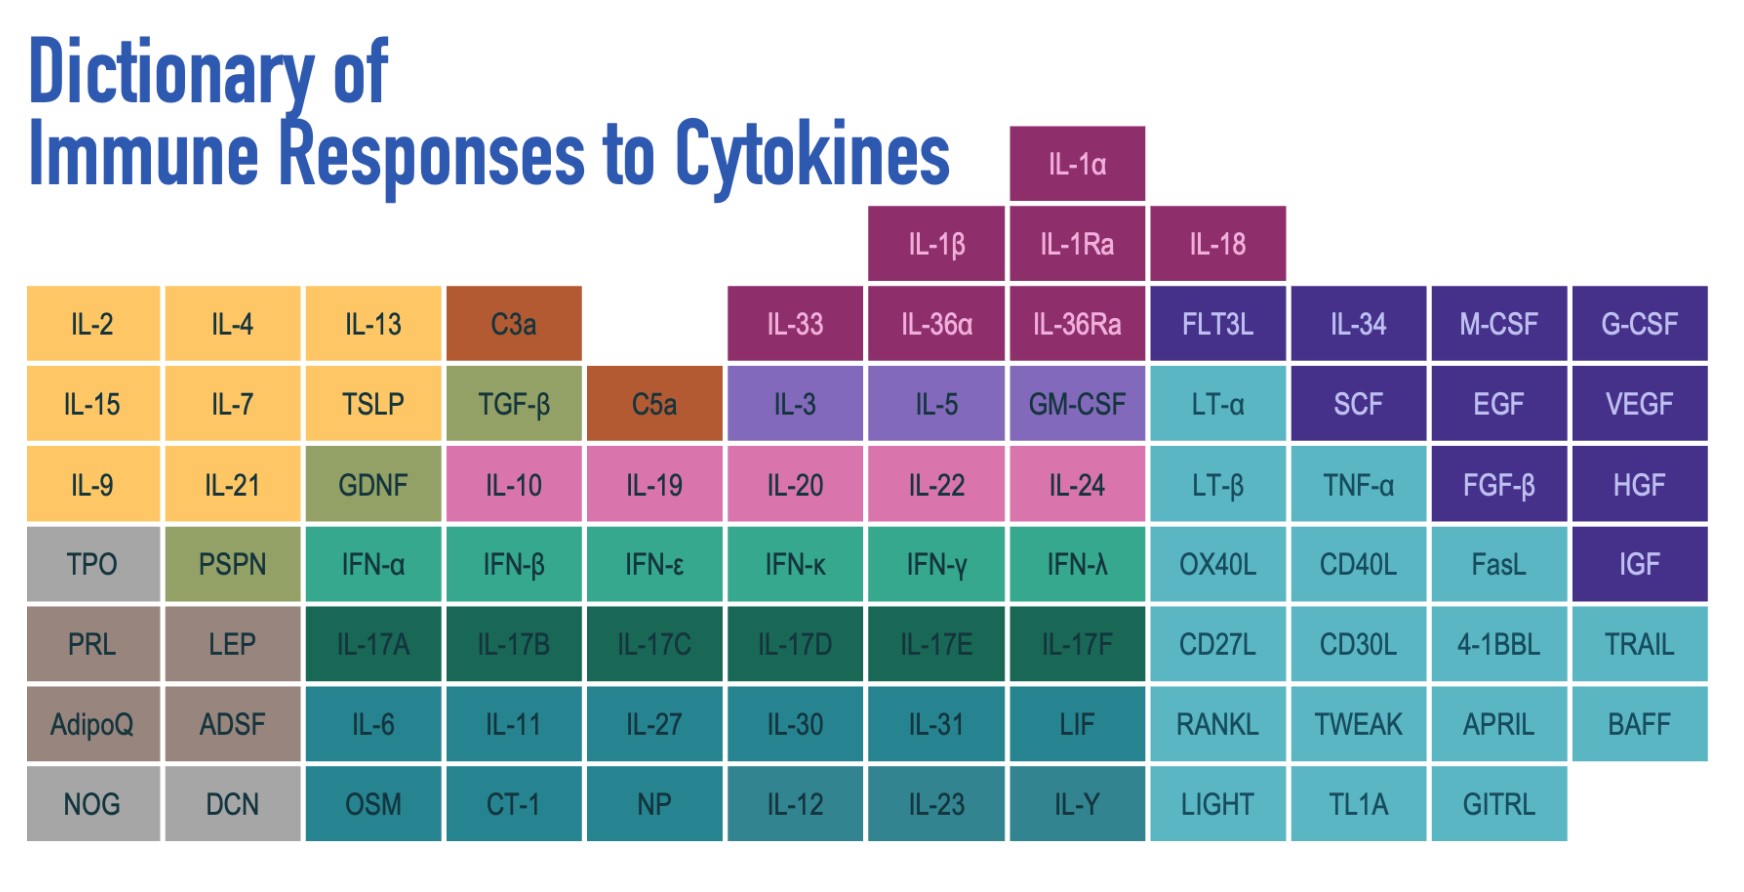 Dictionary of
Immune Responses to Cytokines
IL-1α
IL-1β IL-1Ra IL-18
IL-2 IL-4 IL-13 C3a IL-33 IL-36α IL-36Ra FLT3L IL-34 M-CSF G-CSF
IL-15 IL-7 TSLP TGF-β C5a IL-3 IL-5 GM-CSF LT-α SCF EGF VEGF
IL-9 IL-21 GDNF IL-10 IL-19 IL-20 IL-22 IL-24 LT-β TNF-α FGF-β HGF
TPO PSPN IFN-α IFN-β IFN-ε IFN-κ IFN-γ IFN-λ OX40L CD40L FasL IGF
PRL LEP IL-17A IL-17B IL-17C IL-17D IL-17E IL-17F CD27L CD30L 4-1BBL TRAIL
AdipoQ ADSF IL-6 IL-11 IL-27 IL-30 IL-31 LIF RANKL TWEAK APRIL BAFF
NOG DCN OSM CT-1 NP IL-12 IL-23 IL-Y LIGHT TL1A GITRL